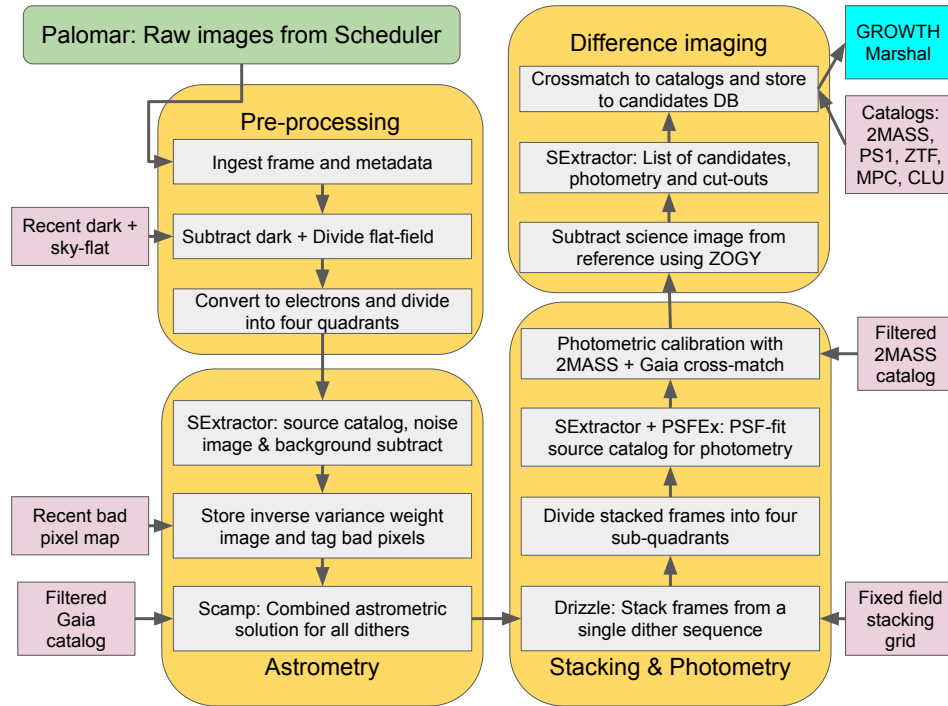 Palomar: Raw images from Scheduler
Pre-processing
Ingest frame and metadata
Recent dark +
sky-flat
Subtract dark + Divide flat-field
Convert to electrons and divide
into four quadrants
SExtractor: source catalog, noise
image & background subtract
Recent bad
pixel map
Store inverse variance weight
image and tag bad pixels
Filtered
Gaia
catalog
Scamp: Combined astrometric
solution for all dithers
Astrometry
Difference imaging
GROWTH
Marshal
Crossmatch to catalogs and store
to candidates DB
Catalogs:
2MASS,
PS1, ZTF,
MPC, CLU
SExtractor: List of candidates,
photometry and cut-outs
Subtract science image from
reference using ZOGY
Photometric calibration with
2MASS + Gaia cross-match
Filtered
2MASS
catalog
SExtractor + PSFEx: PSF-fit
source catalog for photometry
Divide stacked frames into four
sub-quadrants
Drizzle: Stack frames from a
single dither sequence
Fixed field
stacking
grid
Stacking & Photometry